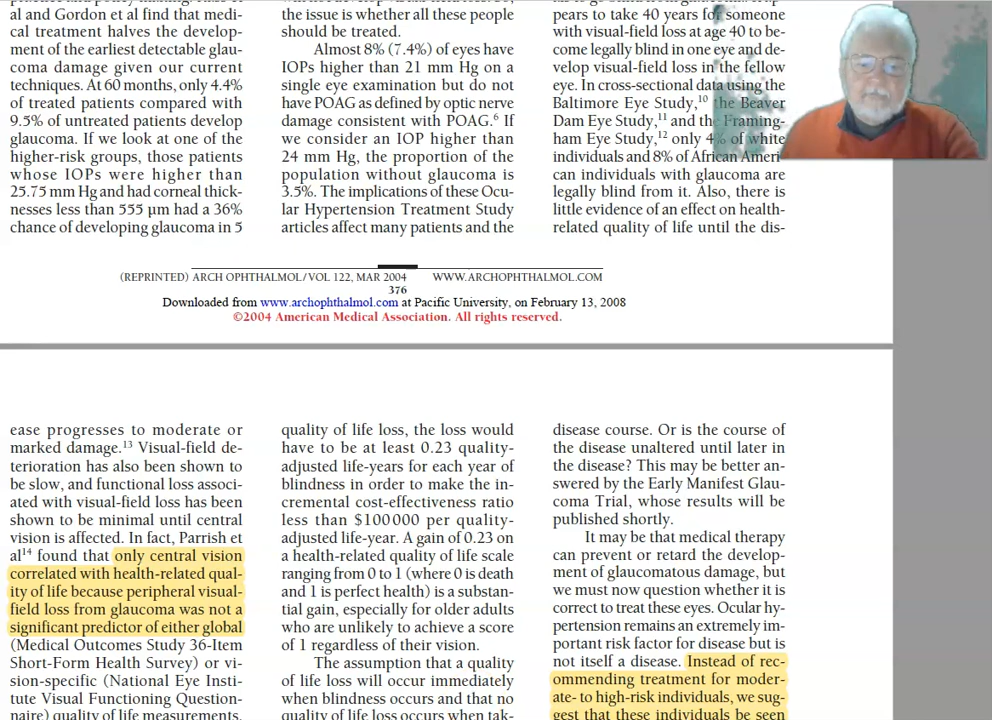 al and Gordon et al find that medi-
cal treatment halves the develop-
ment of the earliest detectable glau-
coma damage given our current
techniques. At 60 months, only 4.4%
of treated patients compared with
9.5% of untreated patients develop
glaucoma. If we look at one of the
higher-risk groups, those patients
whose IOPs were higher than
25.75 mm Hg and had corneal thick-
nesses less than 555 µm had a 36%
chance of developing glaucoma in 5
the issue is whether all these people
should be treated.
Almost 8% (7.4%) of eyes have
IOPs higher than 21 mm Hg on a
single eye examination but do not
have POAG as defined by optic nerve
damage consistent with POAG.6 If
we consider an IOP higher than
24 mm Hg, the proportion of the
population without glaucoma is
3.5%. The implications of these Ocu-
lar Hypertension Treatment Study
articles affect many patients and the
pears to take 40 years for someone
with visual-field loss at age 40 to be-
come legally blind in one eye and de-
velop visual-field loss in the fellow
eye. In cross-sectional data using the
Baltimore Eye Study,10 the Beaver
Dam Eye Study,11 and the Framing-
ham Eye Study,12 only 4% of white
individuals and 8% of African Ameri-
can individuals with glaucoma are
legally blind from it. Also, there is
little evidence of an effect on health-
related quality of life until the dis-
(REPRINTED) ARCH OPHTHALMOL/VOL 122, MAR 2004 WWW.ARCHOPHTHALMOL.COM
376
Downloaded from www.archophthalmol.com at Pacific University, on February 13, 2008
©2004 American Medical Association. All rights reserved.
ease progresses to moderate or
marked damage.13 Visual-field de-
terioration has also been shown to
be slow, and functional loss associ-
ated with visual-field loss has been
shown to be minimal until central
vision is affected. In fact, Parrish et
al14 found that only central vision
correlated with health-related qual-
ity of life because peripheral visual-
field loss from glaucoma was not a
significant predictor of either global
(Medical Outcomes Study 36-Item
Short-Form Health Survey) or vi-
sion-specific (National Eye Insti-
tute Visual Functioning Question-
naire) quality of life measurements.
quality of life loss, the loss would
have to be at least 0.23 quality-
adjusted life-years for each year of
blindness in order to make the in-
cremental cost-effectiveness ratio
less than $100 000 per quality-
adjusted life-year. A gain of 0.23 on
a health-related quality of life scale
ranging from 0 to 1 (where 0 is death
and 1 is perfect health) is a substan-
tial gain, especially for older adults
who are unlikely to achieve a score
of 1 regardless of their vision.
The assumption that a quality
of life loss will occur immediately
when blindness occurs and that no
quality of life loss occurs when tak-
disease course. Or is the course of
the disease unaltered until later in
the disease? This may be better an-
swered by the Early Manifest Glau-
coma Trial, whose results will be
published shortly.
It may be that medical therapy
can prevent or retard the develop-
ment of glaucomatous damage, but
we must now question whether it is
correct to treat these eyes. Ocular hy-
pertension remains an extremely im-
portant risk factor for disease but is
not itself a disease. Instead of rec-
ommending treatment for moder-
ate- to high-risk individuals, we sug-
gest that these individuals be seen